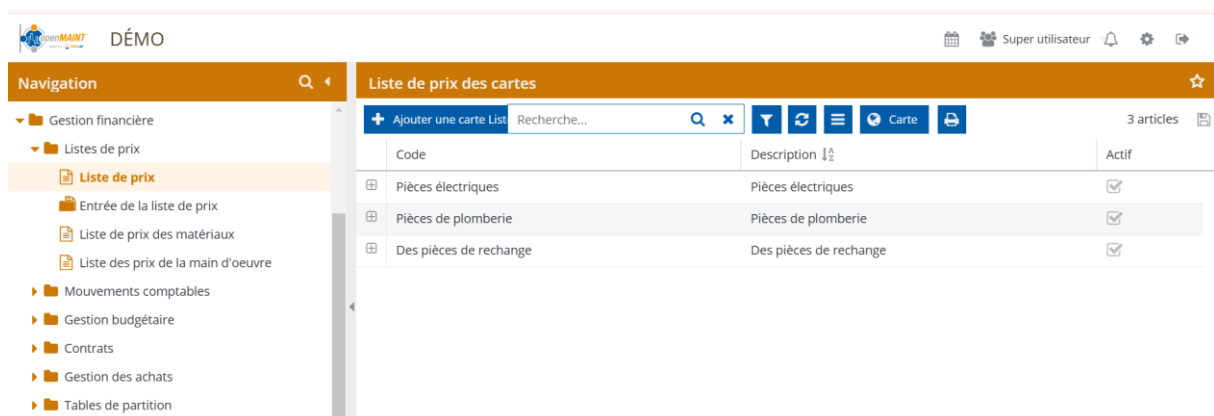 openMAINT
DÉMO
Super utilisateur
Navigation
Liste de prix des cartes
Gestion financière
Ajouter une carte List
Recherche...
Carte
3 articles
Listes de prix
Code
Description
Actif
Liste de prix
Pièces électriques
Pièces électriques
Entrée de la liste de prix
Pièces de plomberie
Pièces de plomberie
Liste de prix des matériaux
Des pièces de rechange
Des pièces de rechange
Liste des prix de la main d'oeuvre
Mouvements comptables
Gestion budgétaire
Contrats
Gestion des achats
Tables de partition